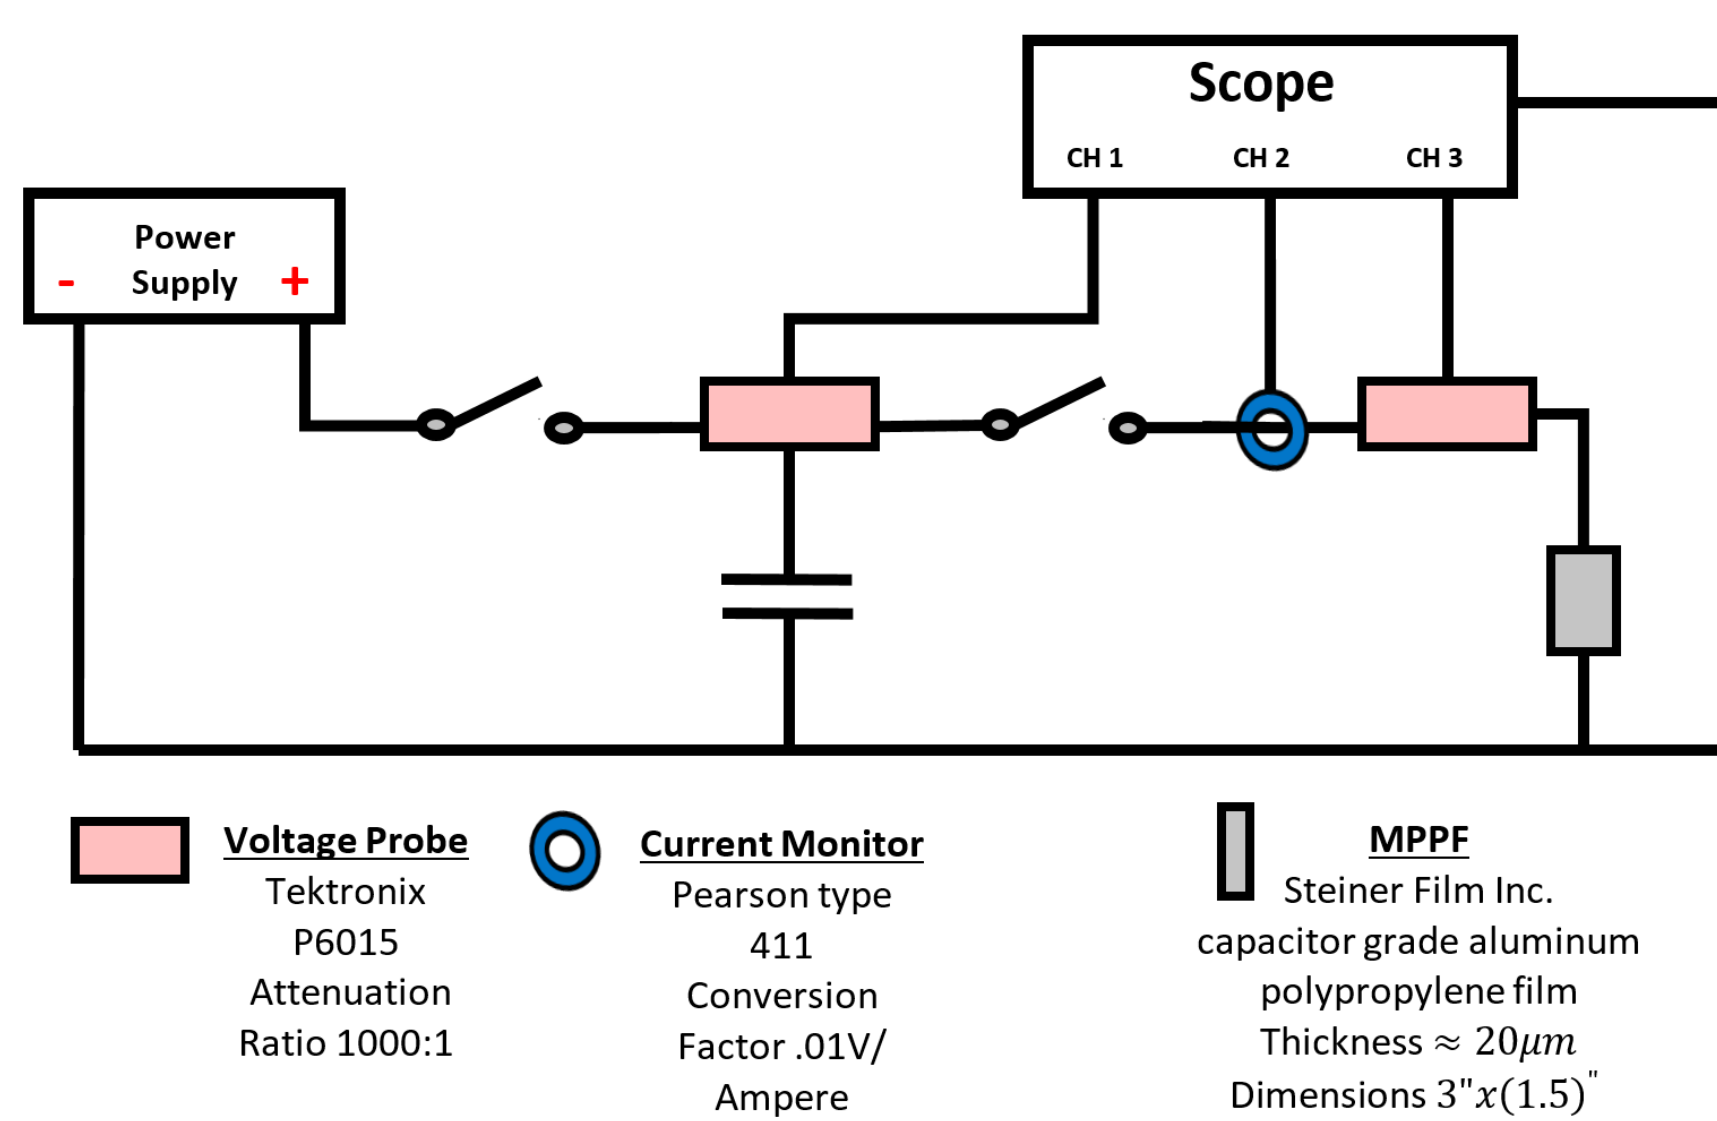 Scope
CH 1 CH 2 CH 3
Power
- Supply +
Voltage Probe
Tektronix
P6015
Attenuation
Ratio 1000:1
Current Monitor
Pearson type
411
Conversion
Factor .01V/
Ampere
MPPF
Steiner Film Inc.
capacitor grade aluminum
polypropylene film
Thickness ≈ 20μm
Dimensions 3"x(1.5)"